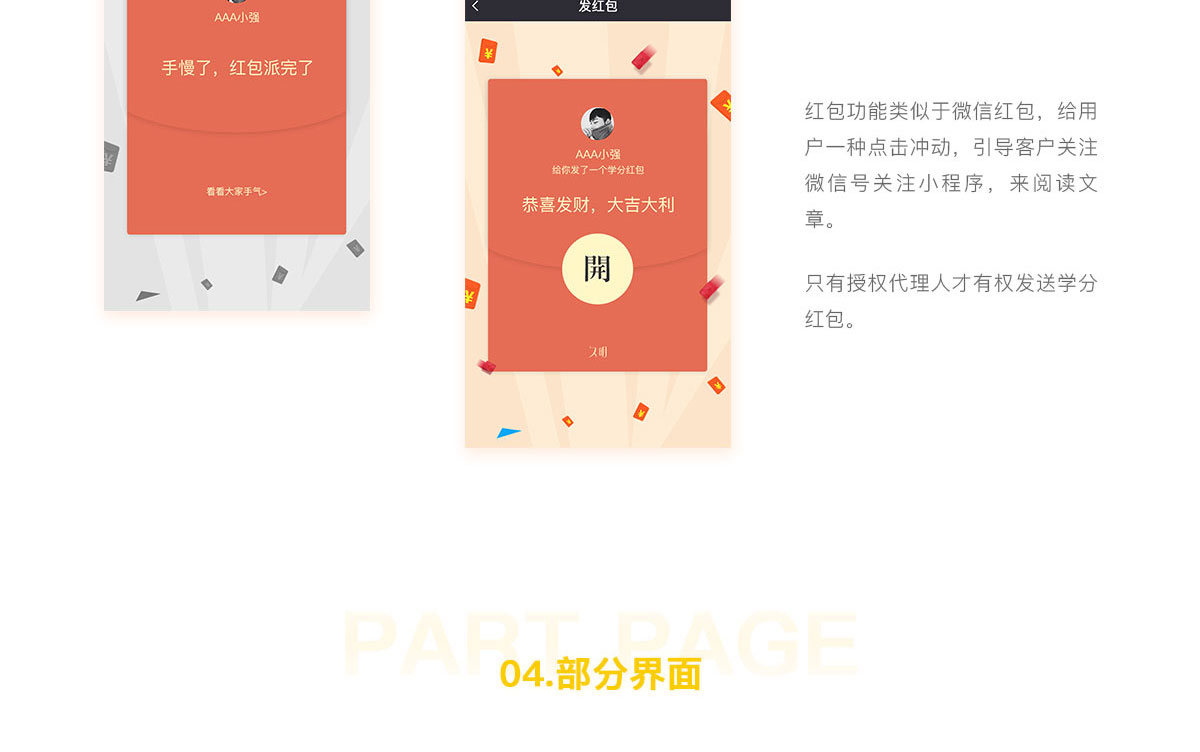 AAA小强
手慢了，红包派完了
看看大家手气>
发红包
AAA小强
给你发了一个学分红包
恭喜发财，大吉大利
開
红包功能类似于微信红包，给用
户一种点击冲动，引导客户关注
微信号关注小程序，来阅读文
章。
只有授权代理人才有权发送学分
红包。
PART PAGE
04.部分界面